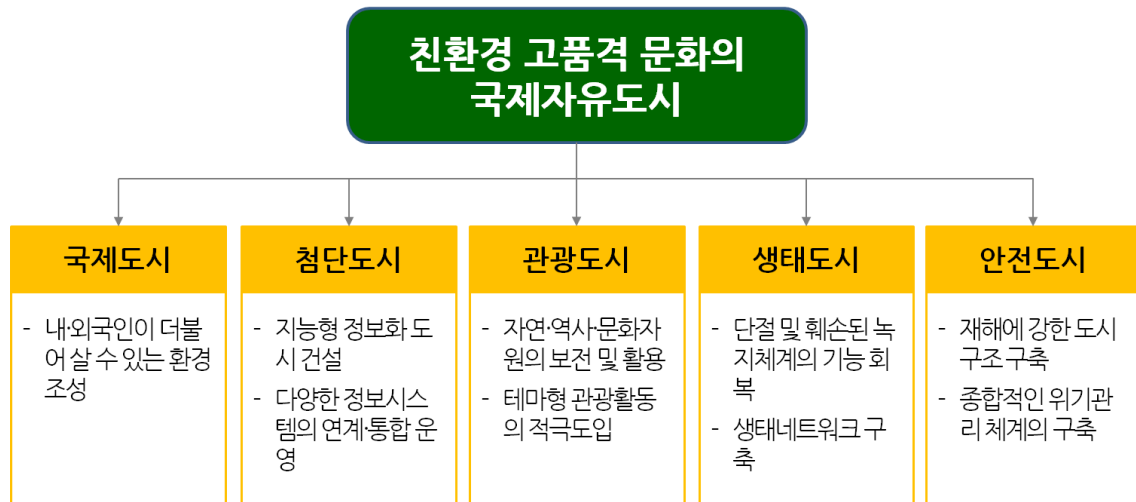 친환경 고품격 문화의
국제자유도시
국제도시
- 내·외국인이 더불
어 살 수 있는 환경
조성
첨단도시
- 지능형 정보화 도
시 건설
- 다양한 정보시스
템의 연계·통합 운
영
관광도시
- 자연·역사·문화자
원의 보전 및 활용
- 테마형 관광활동
의 적극도입
생태도시
- 단절 및 훼손된 녹
지체계의 기능 회
복
- 생태네트워크 구
축
안전도시
- 재해에 강한 도시
구조 구축
- 종합적인 위기관
리 체계의 구축